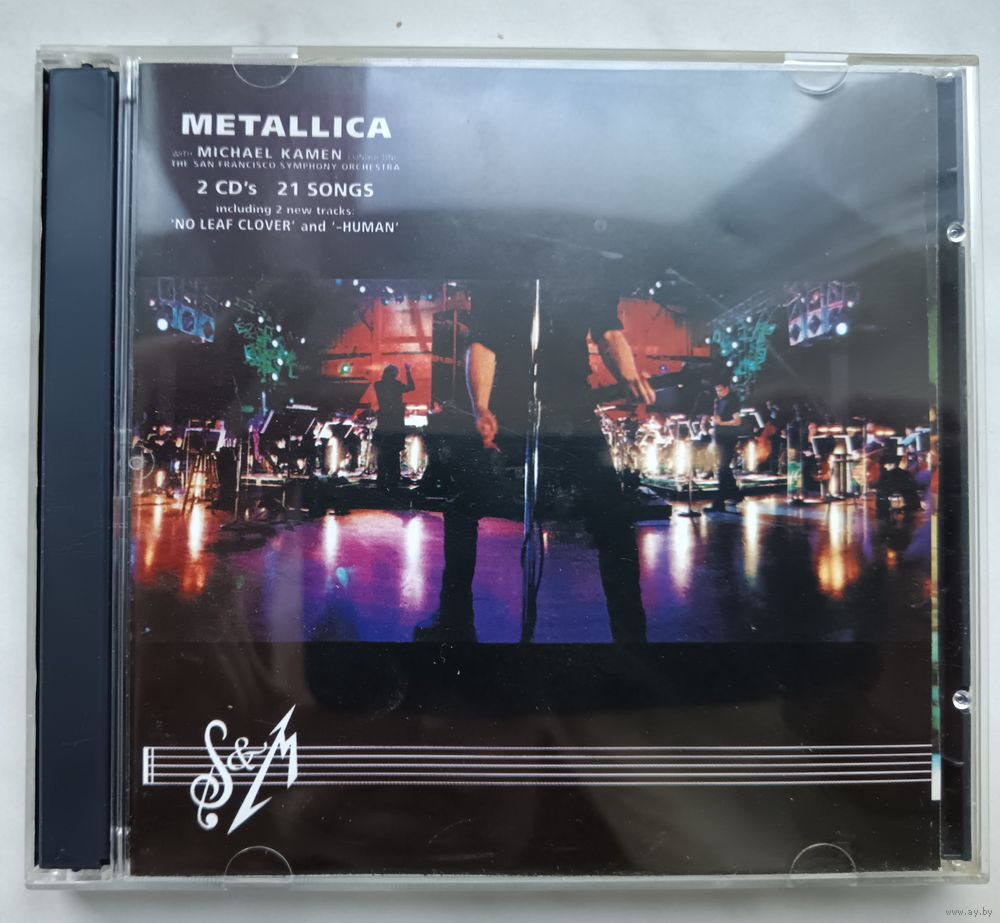 METALLICA
WITH MICHAEL KAMEN CONDUCTING
THE SAN FRANCISCO SYMPHONY ORCHESTRA
2 CD's 21 SONGS
including 2 new tracks:
'NO LEAF CLOVER' and '-HUMAN'
S&M
www.ay.by